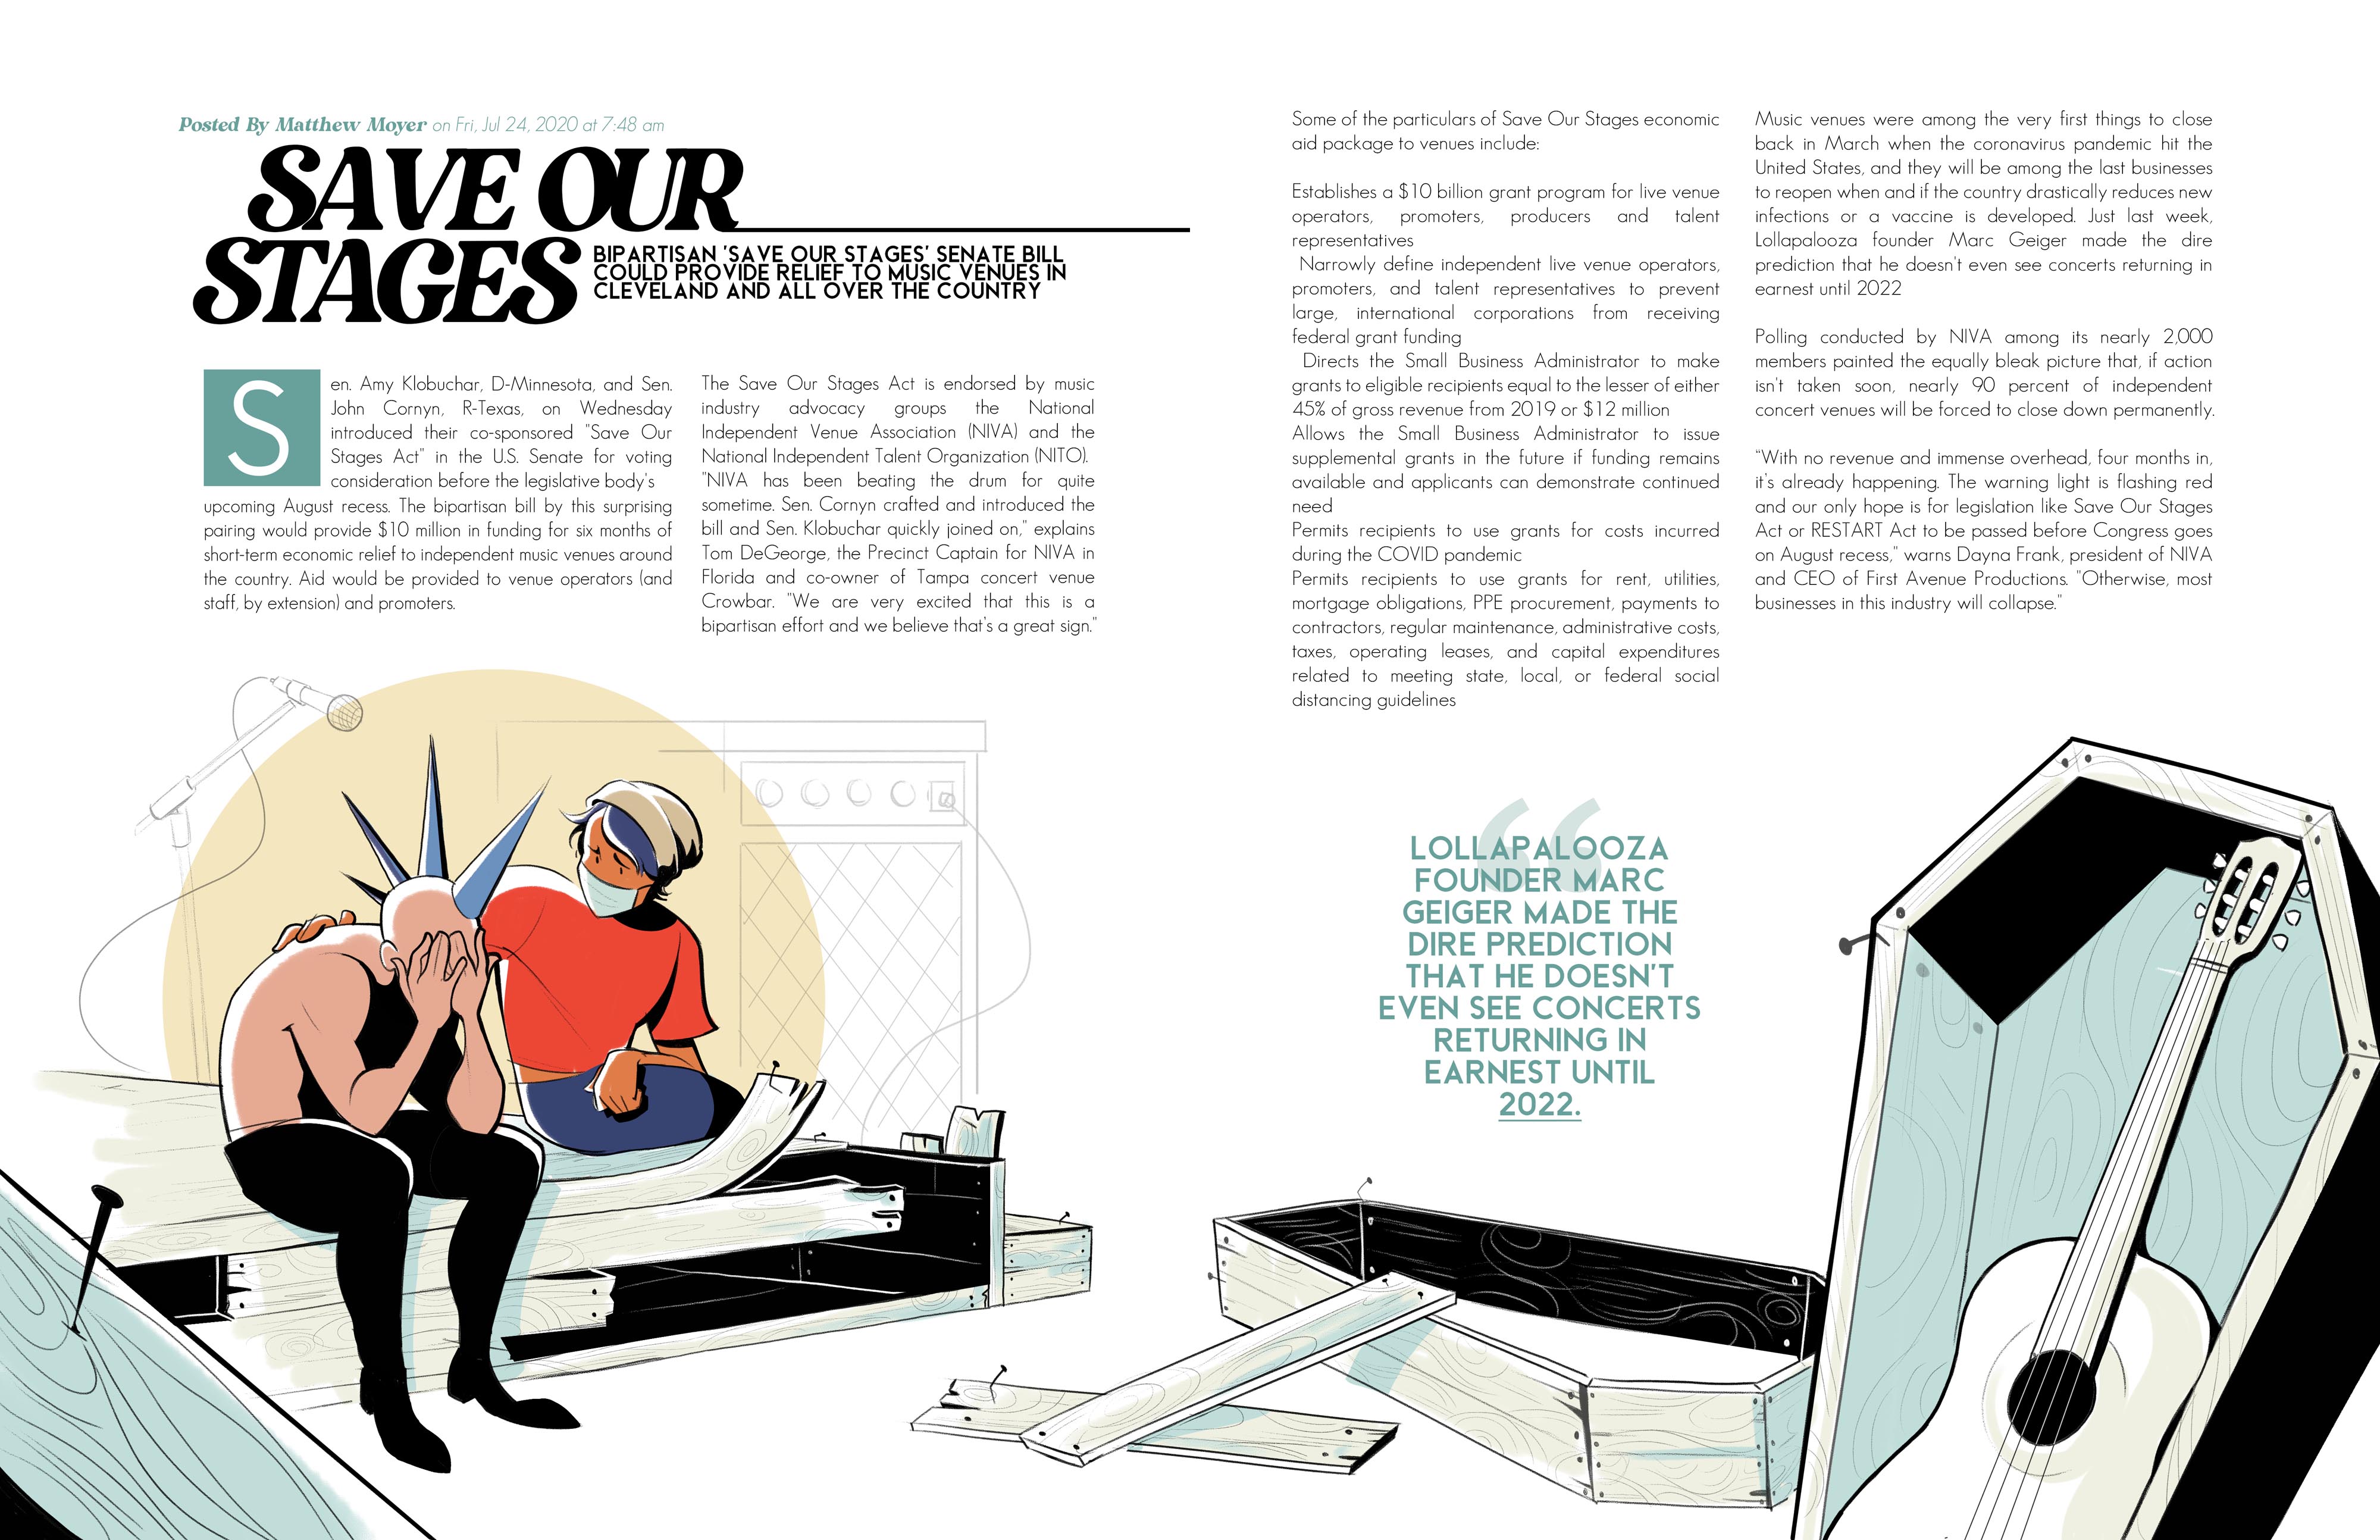 Posted By Matthew Moyer on Fri, Jul 24, 2020 at 7:48 am
SAVE OUR
STAGES
BIPARTISAN 'SAVE OUR STAGES' SENATE BILL
COULD PROVIDE RELIEF TO MUSIC VENUES IN
CLEVELAND AND ALL OVER THE COUNTRY
S
en. Amy Klobuchar, D-Minnesota, and Sen.
John Cornyn, R-Texas, on Wednesday
introduced their co-sponsored "Save Our
Stages Act" in the U.S. Senate for voting
consideration before the legislative body's
upcoming August recess. The bipartisan bill by this surprising
pairing would provide $10 million in funding for six months of
short-term economic relief to independent music venues around
the country. Aid would be provided to venue operators (and
staff, by extension) and promoters.
The Save Our Stages Act is endorsed by music
industry advocacy groups the National
Independent Venue Association (NIVA) and the
National Independent Talent Organization (NITO).
"NIVA has been beating the drum for quite
sometime. Sen. Cornyn crafted and introduced the
bill and Sen. Klobuchar quickly joined on," explains
Tom DeGeorge, the Precinct Captain for NIVA in
Florida and co-owner of Tampa concert venue
Crowbar. "We are very excited that this is a
bipartisan effort and we believe that's a great sign."
Some of the particulars of Save Our Stages economic
aid package to venues include:
Establishes a $10 billion grant program for live venue
operators, promoters, producers and talent
representatives
Narrowly define independent live venue operators,
promoters, and talent representatives to prevent
large, international corporations from receiving
federal grant funding
Directs the Small Business Administrator to make
grants to eligible recipients equal to the lesser of either
45% of gross revenue from 2019 or $12 million
Allows the Small Business Administrator to issue
supplemental grants in the future if funding remains
available and applicants can demonstrate continued
need
Permits recipients to use grants for costs incurred
during the COVID pandemic
Permits recipients to use grants for rent, utilities,
mortgage obligations, PPE procurement, payments to
contractors, regular maintenance, administrative costs,
taxes, operating leases, and capital expenditures
related to meeting state, local, or federal social
distancing guidelines
Music venues were among the very first things to close
back in March when the coronavirus pandemic hit the
United States, and they will be among the last businesses
to reopen when and if the country drastically reduces new
infections or a vaccine is developed. Just last week,
Lollapalooza founder Marc Geiger made the dire
prediction that he doesn't even see concerts returning in
earnest until 2022
Polling conducted by NIVA among its nearly 2,000
members painted the equally bleak picture that, if action
isn't taken soon, nearly 90 percent of independent
concert venues will be forced to close down permanently.
"With no revenue and immense overhead, four months in,
it's already happening. The warning light is flashing red
and our only hope is for legislation like Save Our Stages
Act or RESTART Act to be passed before Congress goes
on August recess," warns Dayna Frank, president of NIVA
and CEO of First Avenue Productions. "Otherwise, most
businesses in this industry will collapse."
“
LOLLAPALOOZA
FOUNDER MARC
GEIGER MADE THE
DIRE PREDICTION
THAT HE DOESN'T
EVEN SEE CONCERTS
RETURNING IN
EARNEST UNTIL
2022.